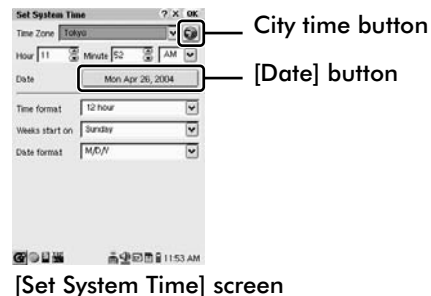 Set System Time ? X OK
Time Zone Tokyo
City time button
Hour 11 Minute 52 AM
Date Mon Apr 26, 2004
[Date] button
Time format 12 hour
Weeks start on Sunday
Date format M/D/Y
11:53 AM
[Set System Time] screen